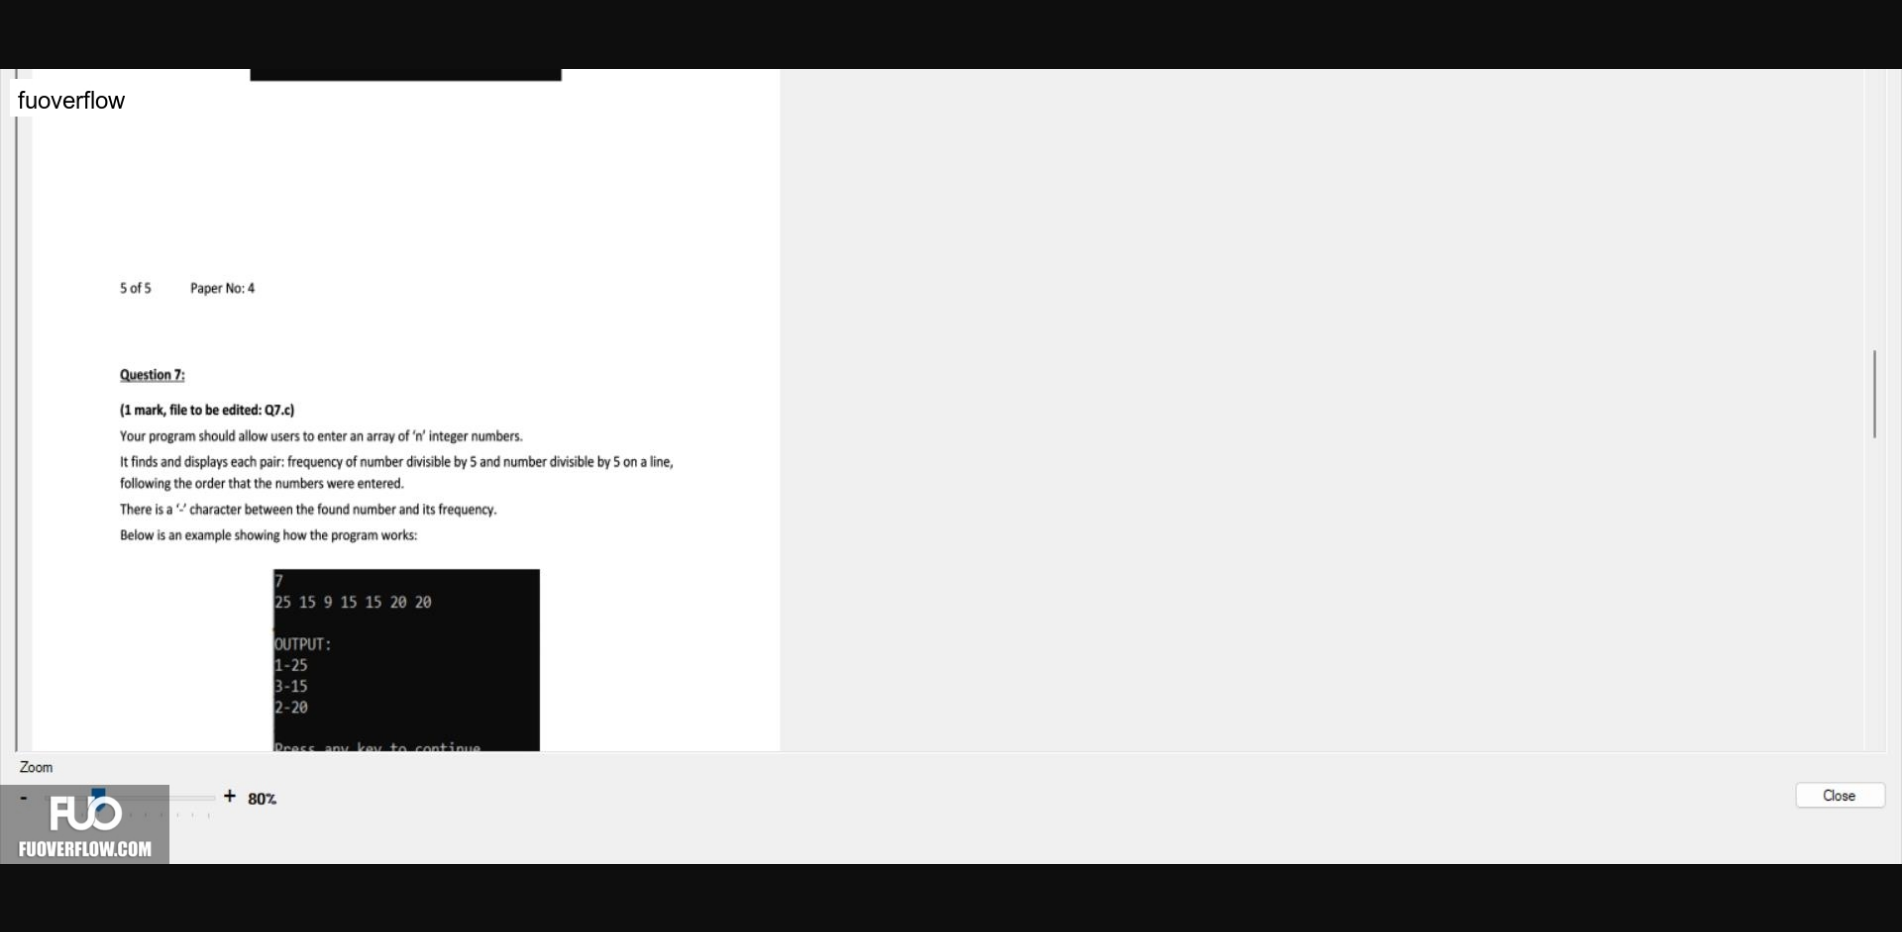 fuoverflow
5 of 5 Paper No: 4
Question 7:
(1 mark, file to be edited: Q7.c)
Your program should allow users to enter an array of ‘n’ integer numbers.
It finds and displays each pair: frequency of number divisible by 5 and number divisible by 5 on a line,
following the order that the numbers were entered.
There is a ‘-’ character between the found number and its frequency.
Below is an example showing how the program works:
7
25 15 9 15 15 20 20
OUTPUT:
1-25
3-15
2-20
Press any key to continue
Zoom
- + 80%
Close
FUO
FUOVERFLOW.COM